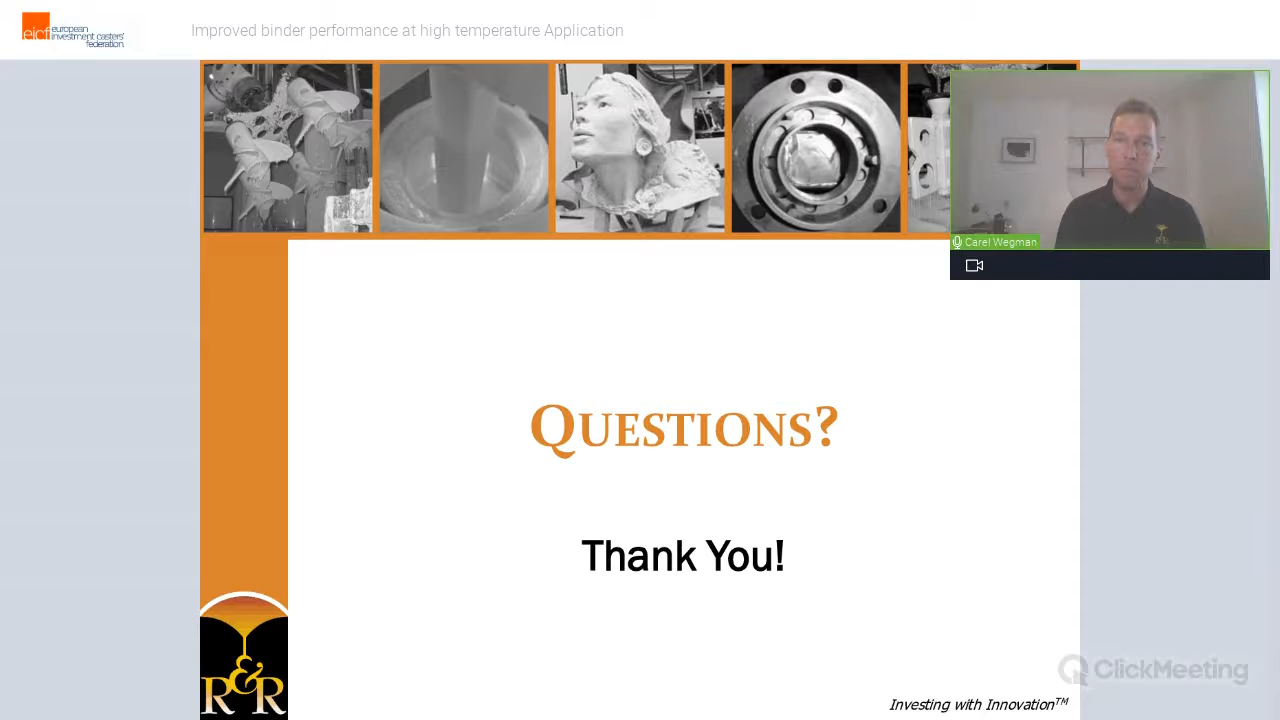 eicf european
investment casters'
federation.
Improved binder performance at high temperature Application
Carel Wegman
QUESTIONS?
Thank You!
R&R
R&R
ClickMeeting
Investing with Innovation™